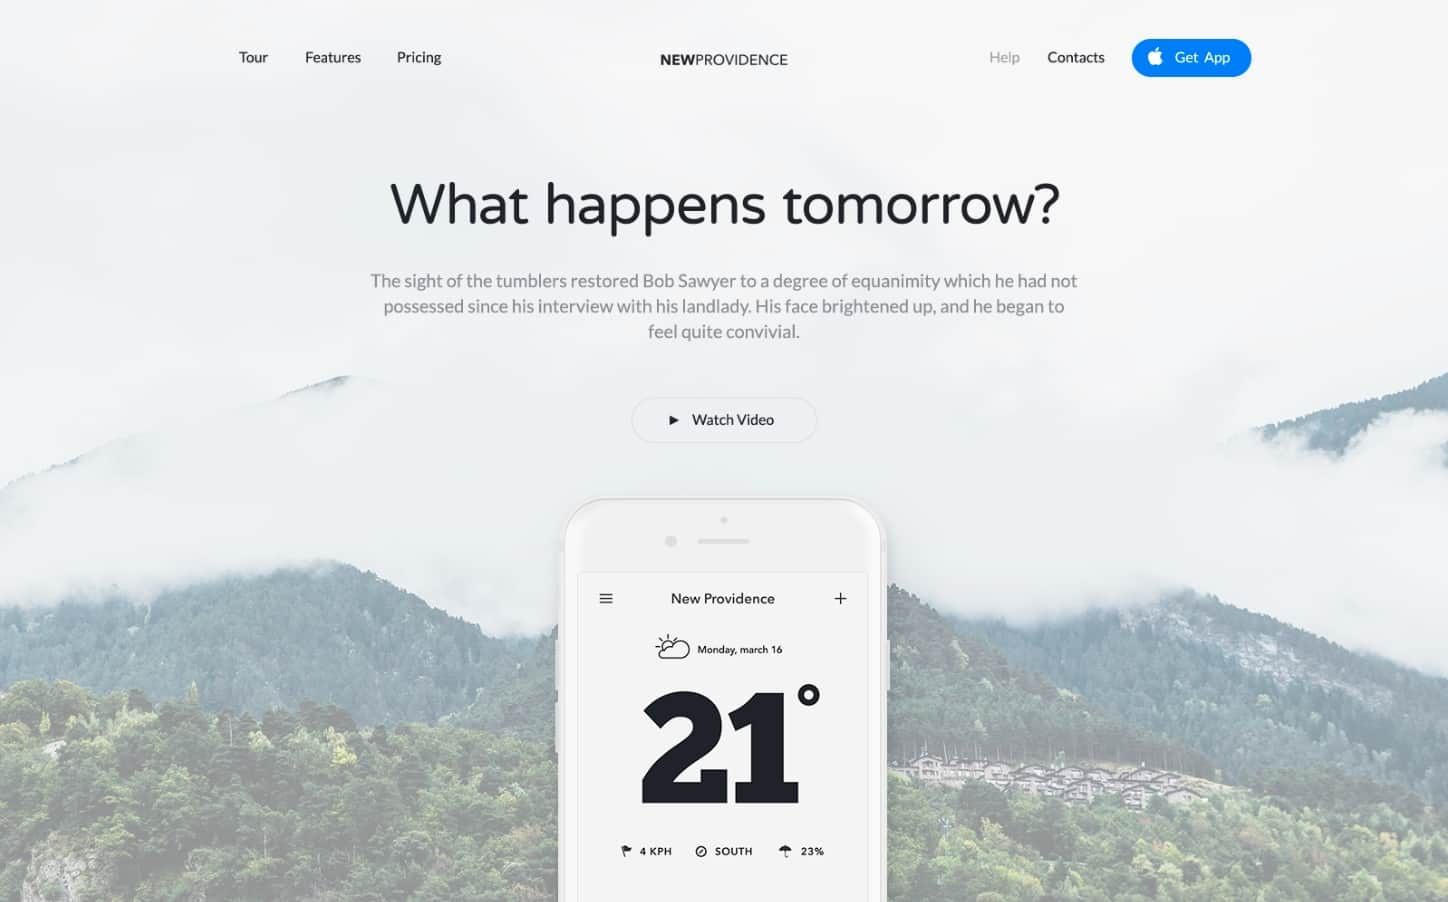 Tour Features Pricing NEWPROVIDENCE Help Contacts Get App
What happens tomorrow?
The sight of the tumblers restored Bob Sawyer to a degree of equanimity which he had not
possessed since his interview with his landlady. His face brightened up, and he began to
feel quite convivial.
Watch Video
New Providence
Monday, march 16
21°
4 KPH SOUTH 23%